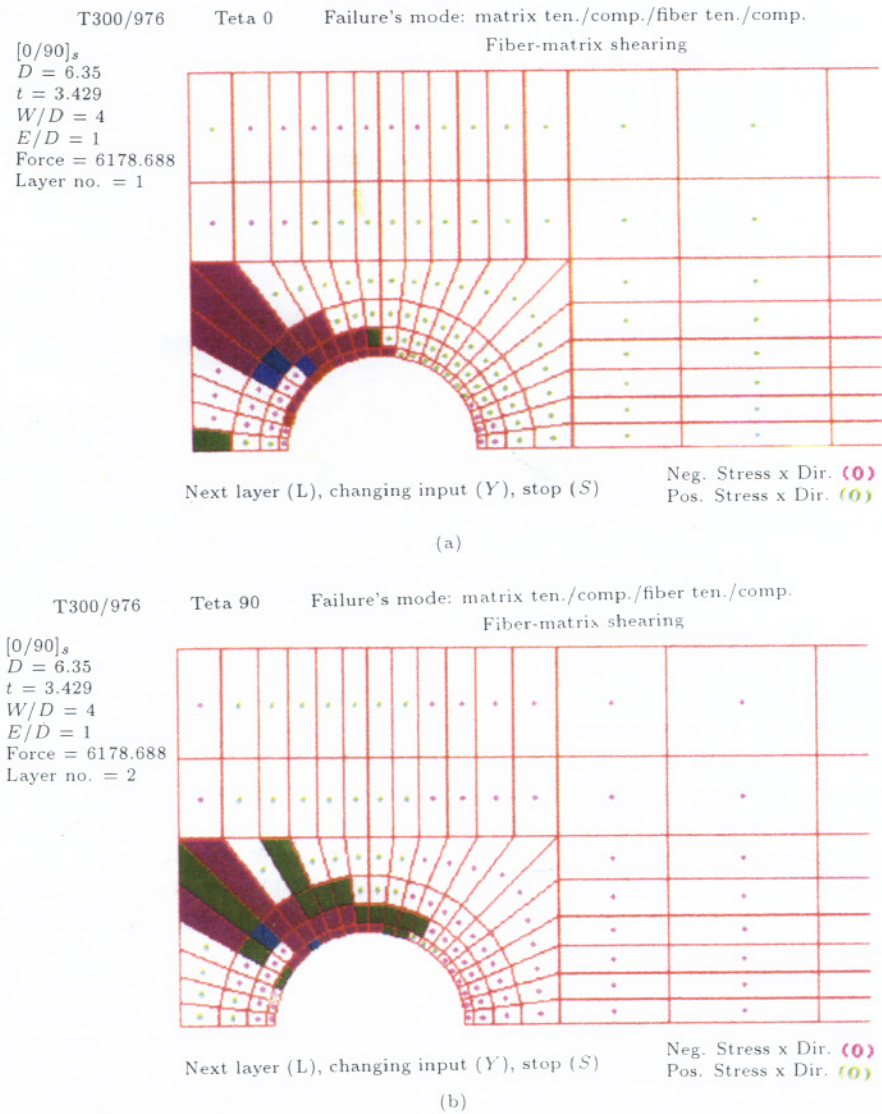 T300/976 Teta 0 Failure's mode: matrix ten./comp./fiber ten./comp.
Fiber-matrix shearing
[0/90]s
D = 6.35
t = 3.429
W/D = 4
E/D = 1
Force = 6178.688
Layer no. = 1
Next layer (L), changing input (Y), stop (S)
Neg. Stress x Dir. (0)
Pos. Stress x Dir. (0)
(a)
T300/976 Teta 90 Failure's mode: matrix ten./comp./fiber ten./comp.
Fiber-matrix shearing
[0/90]s
D = 6.35
t = 3.429
W/D = 4
E/D = 1
Force = 6178.688
Layer no. = 2
Next layer (L), changing input (Y), stop (S)
Neg. Stress x Dir. (0)
Pos. Stress x Dir. (0)
(b)